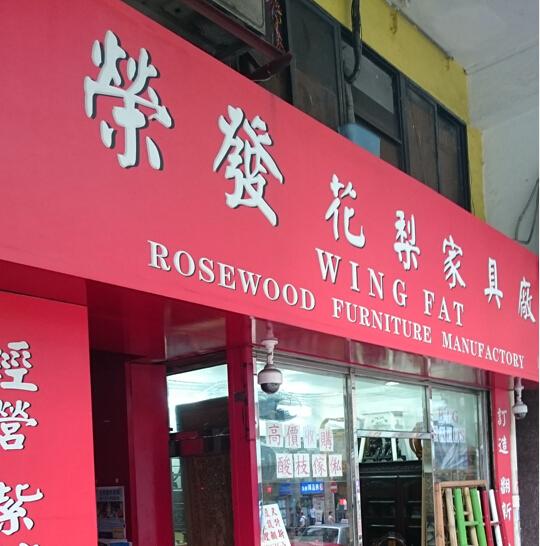 榮發花梨家具廠
WING FAT
ROSEWOOD FURNITURE MANUFACTORY
經營 紫
高價收購
酸枝傢俬
訂造翻新